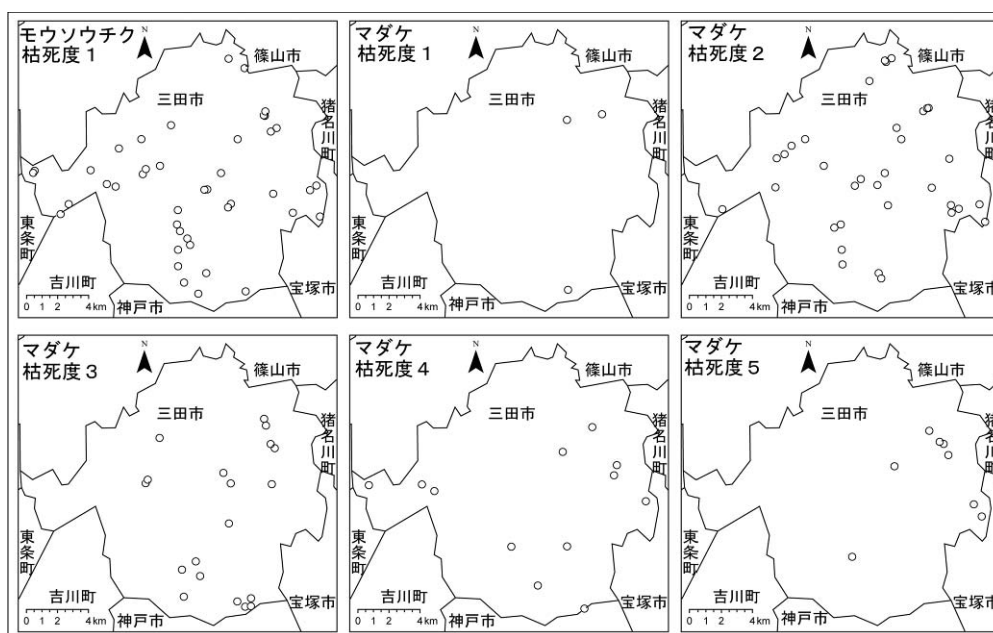 モウソウチク
枯死度1
N
篠山市
三田市
猪名川町
東条町
吉川町
神戸市
宝塚市
0 1 2 4km
マダケ
枯死度1
N
篠山市
三田市
猪名川町
東条町
吉川町
神戸市
宝塚市
0 1 2 4km
マダケ
枯死度2
N
篠山市
三田市
猪名川町
東条町
吉川町
神戸市
宝塚市
0 1 2 4km
マダケ
枯死度3
N
篠山市
三田市
猪名川町
東条町
吉川町
神戸市
宝塚市
0 1 2 4km
マダケ
枯死度4
N
篠山市
三田市
猪名川町
東条町
吉川町
神戸市
宝塚市
0 1 2 4km
マダケ
枯死度5
N
篠山市
三田市
猪名川町
東条町
吉川町
神戸市
宝塚市
0 1 2 4km